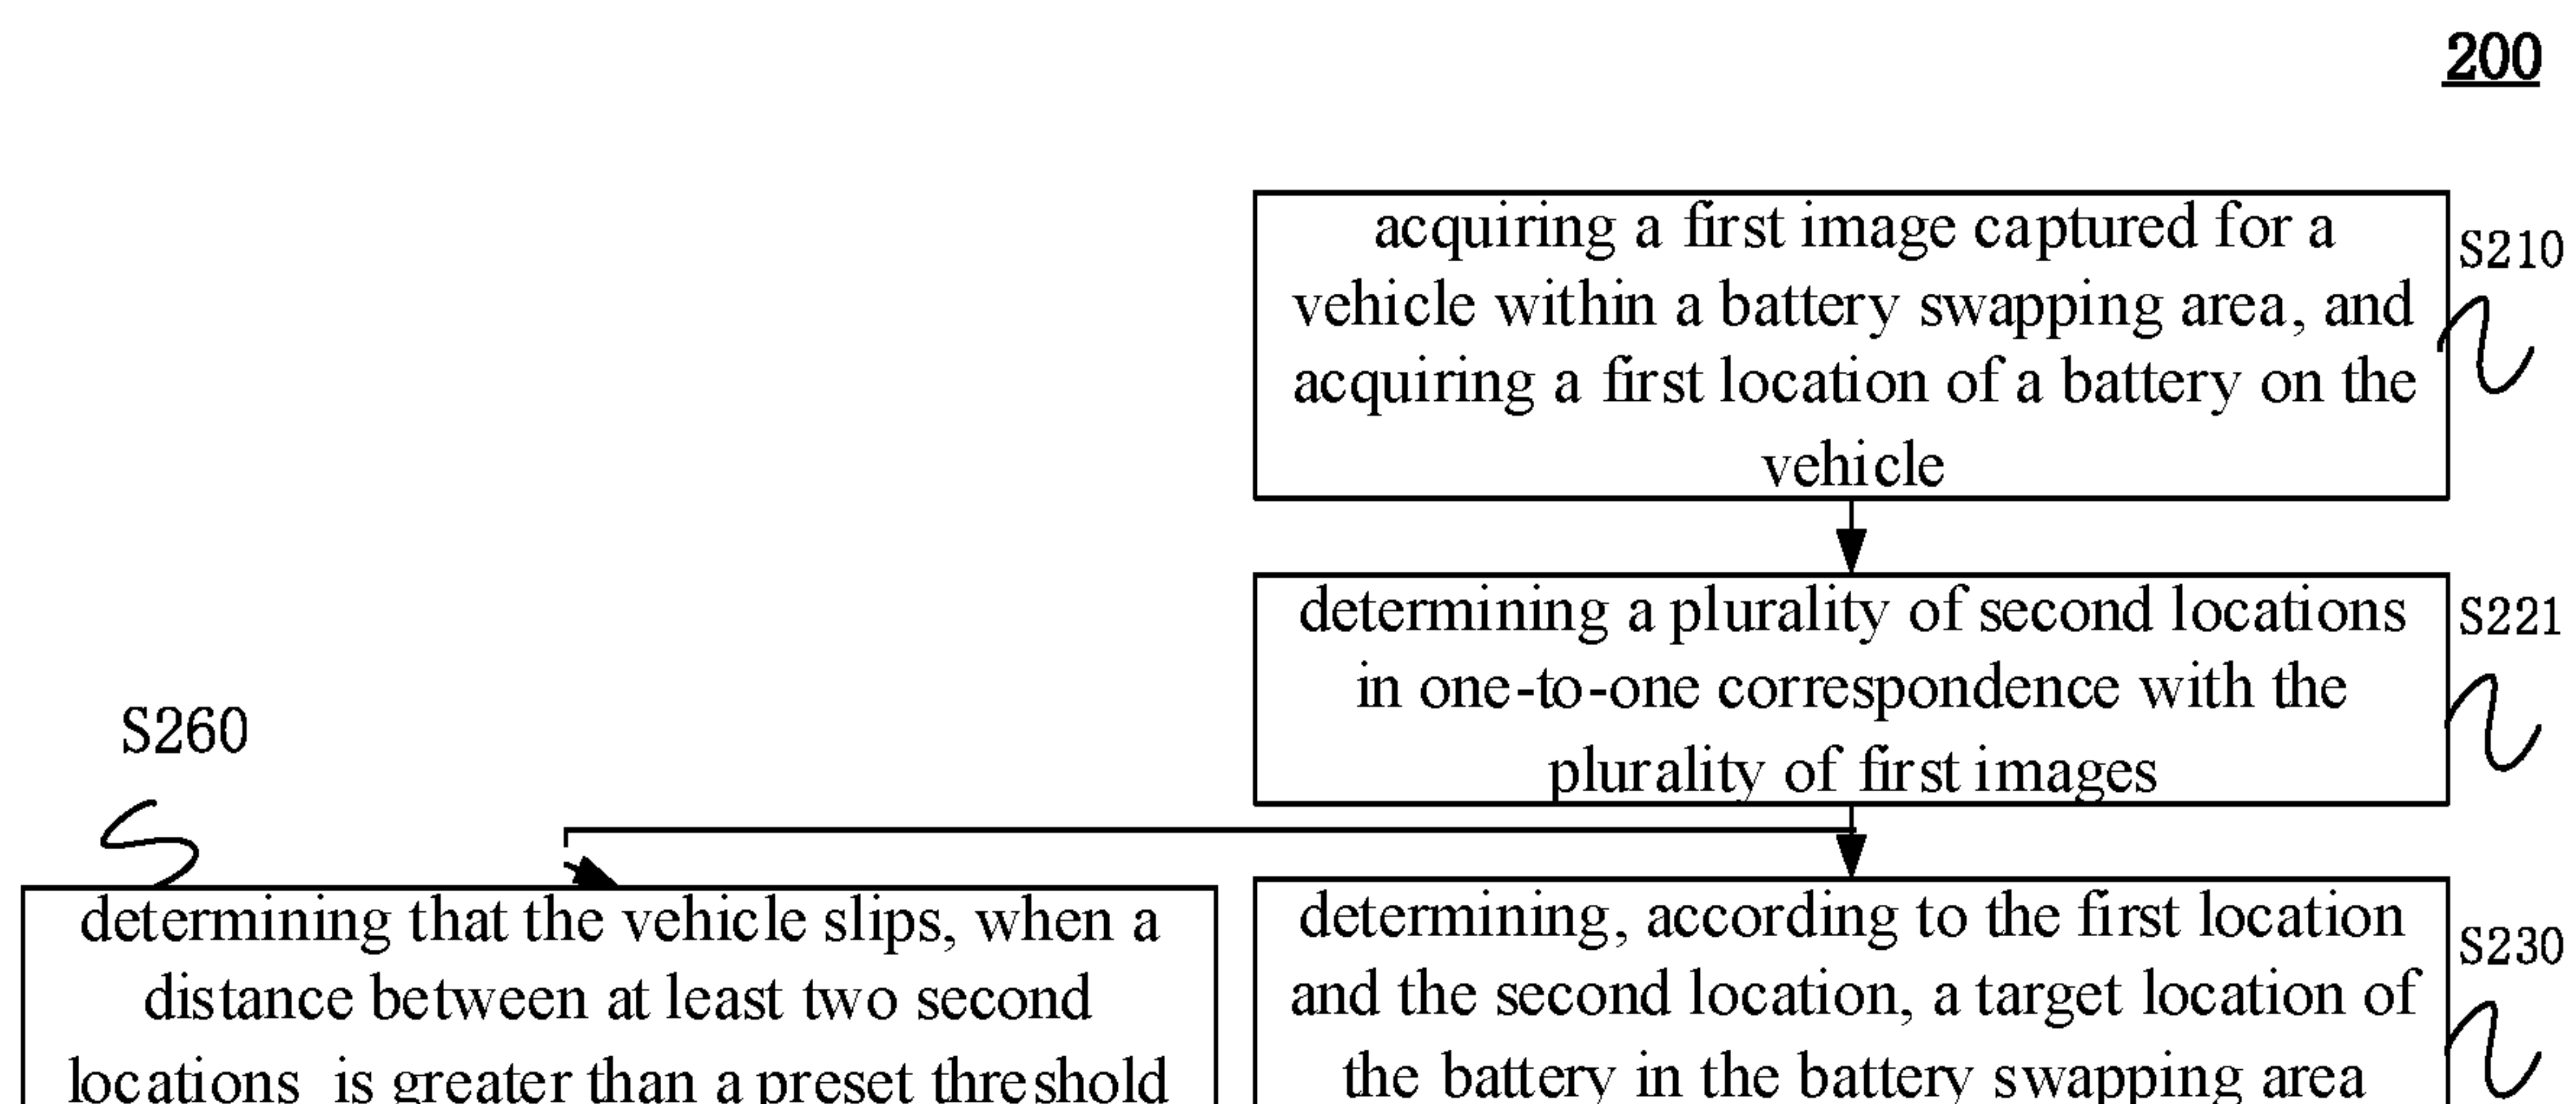 200
acquiring a first image captured for a
vehicle within a battery swapping area, and
acquiring a first location of a battery on the
vehicle
S210
determining a plurality of second locations
in one-to-one correspondence with the
plurality of first images
S221
S260
determining that the vehicle slips, when a
distance between at least two second
locations is greater than a preset threshold
determining, according to the first location
and the second location, a target location of
the battery in the battery swapping area
S230